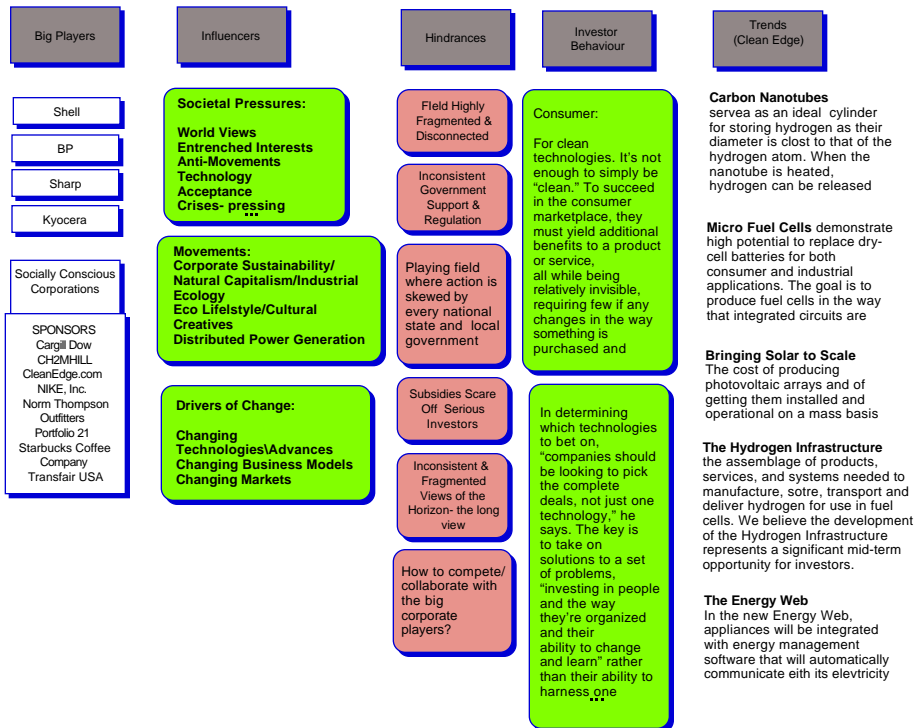 Big Players
Influencers
Hindrances
Investor
Behaviour
Trends
(Clean Edge)
Shell
BP
Sharp
Kyocera
Socially Conscious
Corporations
SPONSORS
Cargill Dow
CH2MHILL
CleanEdge.com
NIKE, Inc.
Norm Thompson
Outfitters
Portfolio 21
Starbucks Coffee
Company
Transfair USA
Societal Pressures:
World Views
Entrenched Interests
Anti-Movements
Technology
Acceptance
Crises- pressing
...
Movements:
Corporate Sustainability/
Natural Capitalism/Industrial
Ecology
Eco Lifelstyle/Cultural
Creatives
Distributed Power Generation
Drivers of Change:
Changing
Technologies\Advances
Changing Business Models
Changing Markets
FIeld Highly
Fragmented &
Disconnected
Inconsistent
Government
Support &
Regulation
Playing field
where action is
skewed by
every national
state and local
government
Subsidies Scare
Off Serious
Investors
Inconsistent &
Fragmented
Views of the
Horizon- the long
view
How to compete/
collaborate with
the big
corporate
players?
Consumer:
For clean
technologies. It's not
enough to simply be
“clean.” To succeed
in the consumer
marketplace, they
must yield additional
benefits to a product
or service,
all while being
relatively invisible,
requiring few if any
changes in the way
something is
purchased and
In determining
which technologies
to bet on,
“companies should
be looking to pick
the complete
deals, not just one
technology,” he
says. The key is
to take on
solutions to a set
of problems,
“investing in people
and the way
they’re organized
and their
ability to change
and learn” rather
than their ability to
harness one
...
Carbon Nanotubes
servea as an ideal cylinder
for storing hydrogen as their
diameter is clost to that of the
hydrogen atom. When the
nanotube is heated,
hydrogen can be released
Micro Fuel Cells demonstrate
high potential to replace dry-
cell batteries for both
consumer and industrial
applications. The goal is to
produce fuel cells in the way
that integrated circuits are
Bringing Solar to Scale
The cost of producing
photovoltaic arrays and of
getting them installed and
operational on a mass basis
The Hydrogen Infrastructure
the assemblage of products,
services, and systems needed to
manufacture, sotre, transport and
deliver hydrogen for use in fuel
cells. We believe the development
of the Hydrogen Infrastructure
represents a significant mid-term
opportunity for investors.
The Energy Web
In the new Energy Web,
appliances will be integrated
with energy management
software that will automatically
communicate eith its elevtricity